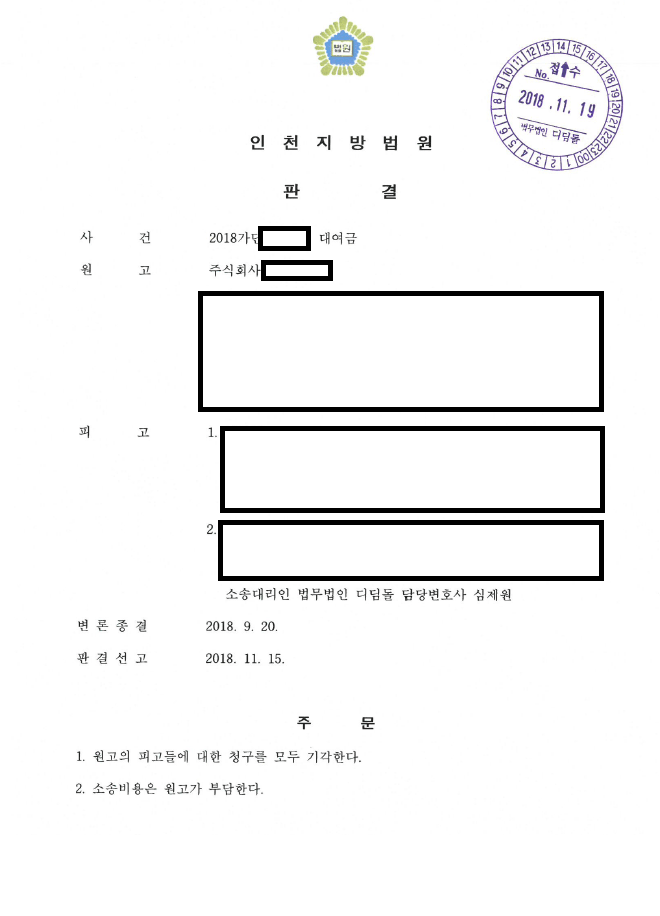 법원
접수
No.
2018.11.19
법무법인 디딤돌
인 천 지 방 법 원
판 결
사 건 2018가단 대여금
원 고 주식회사
피 고 1.
2.
소송대리인 법무법인 디딤돌 담당변호사 심제원
변 론 종 결 2018. 9. 20.
판 결 선 고 2018. 11. 15.
주 문
1. 원고의 피고들에 대한 청구를 모두 기각한다.
2. 소송비용은 원고가 부담한다.